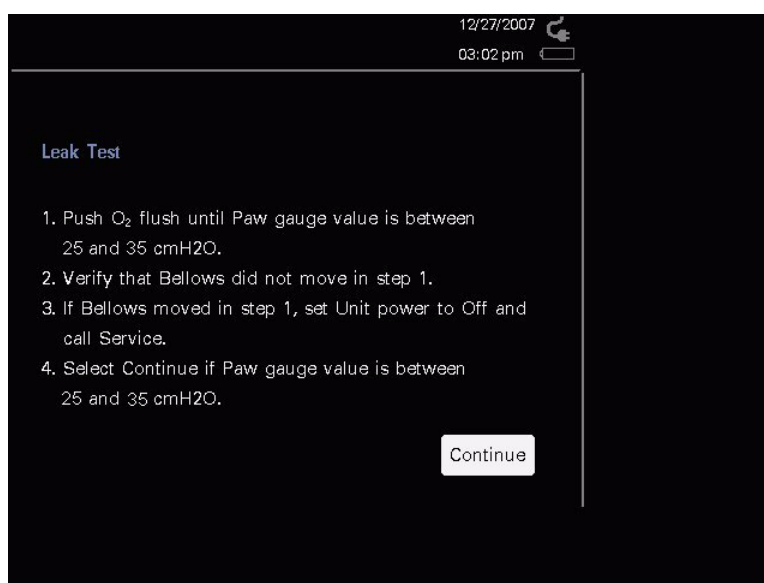 12/27/2007
03:02 pm
Leak Test
1. Push O₂ flush until Paw gauge value is between
25 and 35 cmH2O.
2. Verify that Bellows did not move in step 1.
3. If Bellows moved in step 1, set Unit power to Off and
call Service.
4. Select Continue if Paw gauge value is between
25 and 35 cmH2O.
Continue